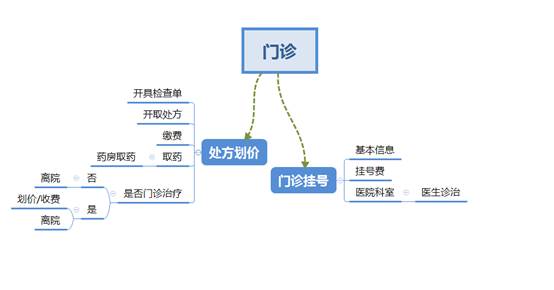 门诊
开具检查单
开取处方
缴费
处方划价
药房取药
取药
离院
否
是否门诊治疗
划价/收费
是
离院
门诊挂号
基本信息
挂号费
医院科室
医生诊治